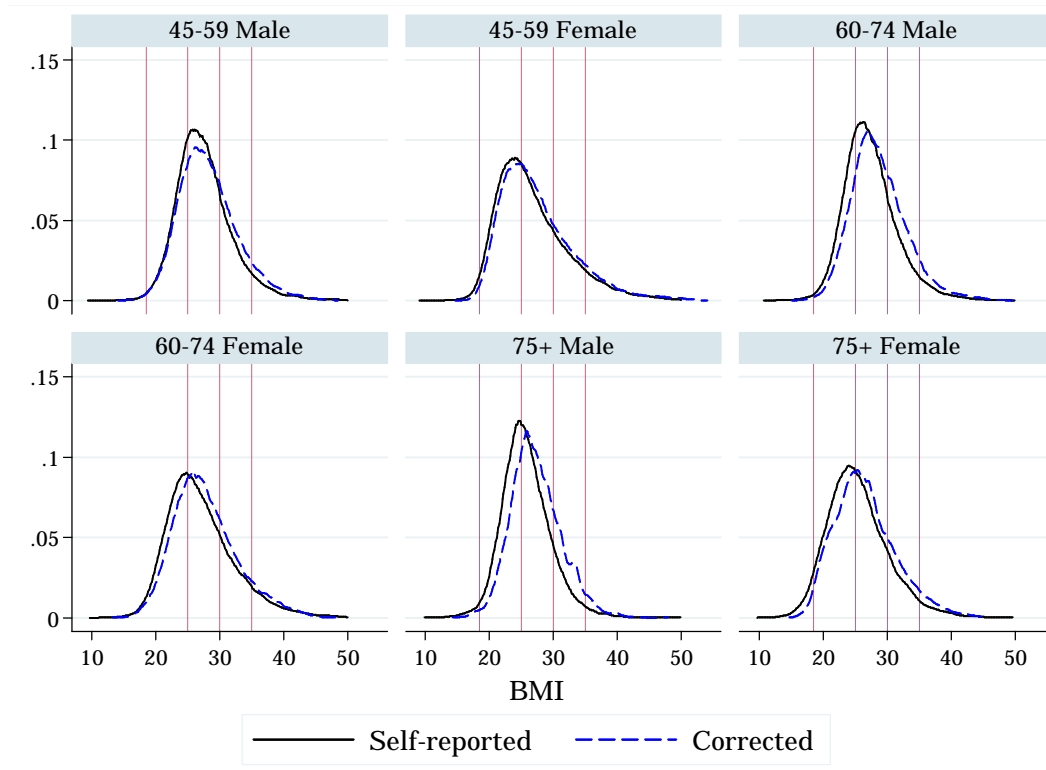 45-59 Male
45-59 Female
60-74 Male
.15
.1
.05
0
60-74 Female
75+ Male
75+ Female
.15
.1
.05
0
10 20 30 40 50
10 20 30 40 50
10 20 30 40 50
BMI
Self-reported
Corrected